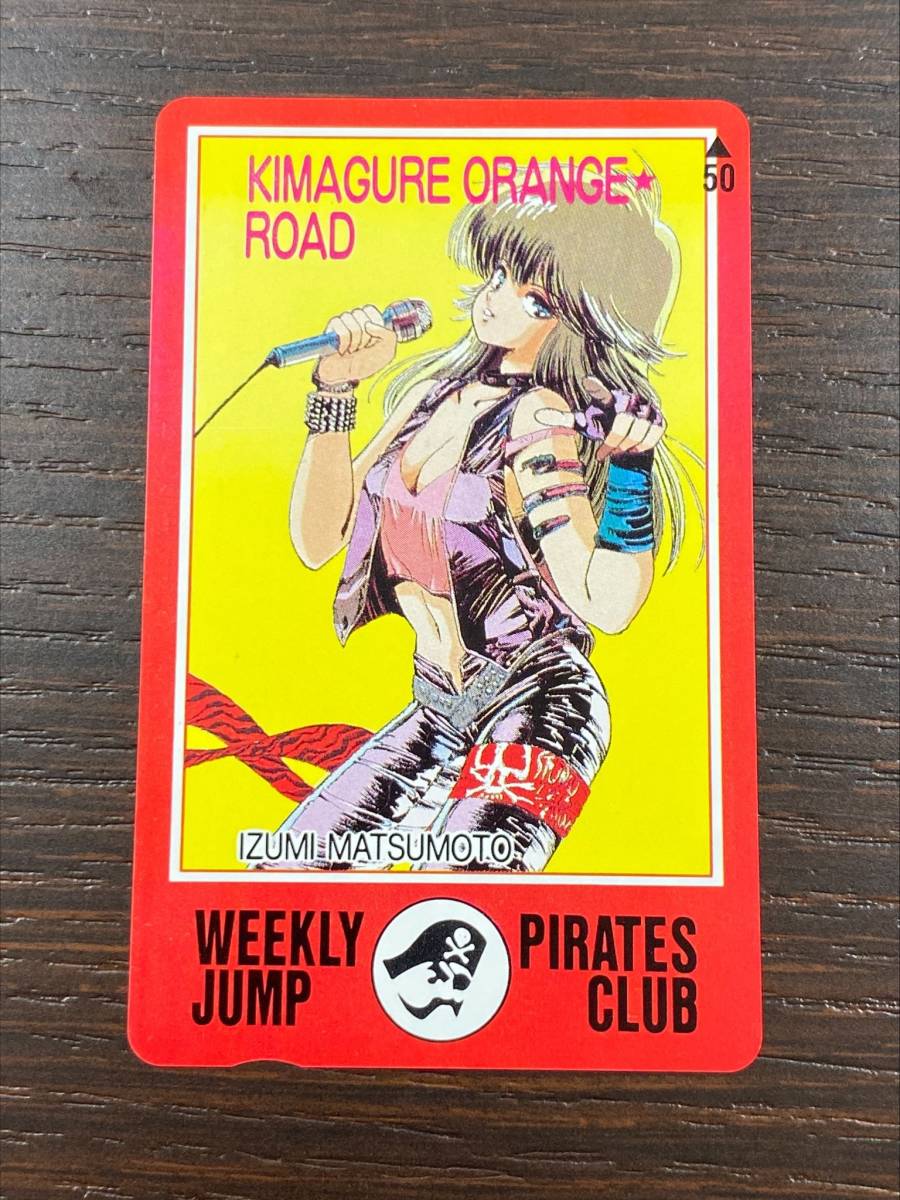 KIMAGURE ORANGE★
ROAD
50
IZUMI MATSUMOTO
WEEKLY
JUMP
PIRATES
CLUB